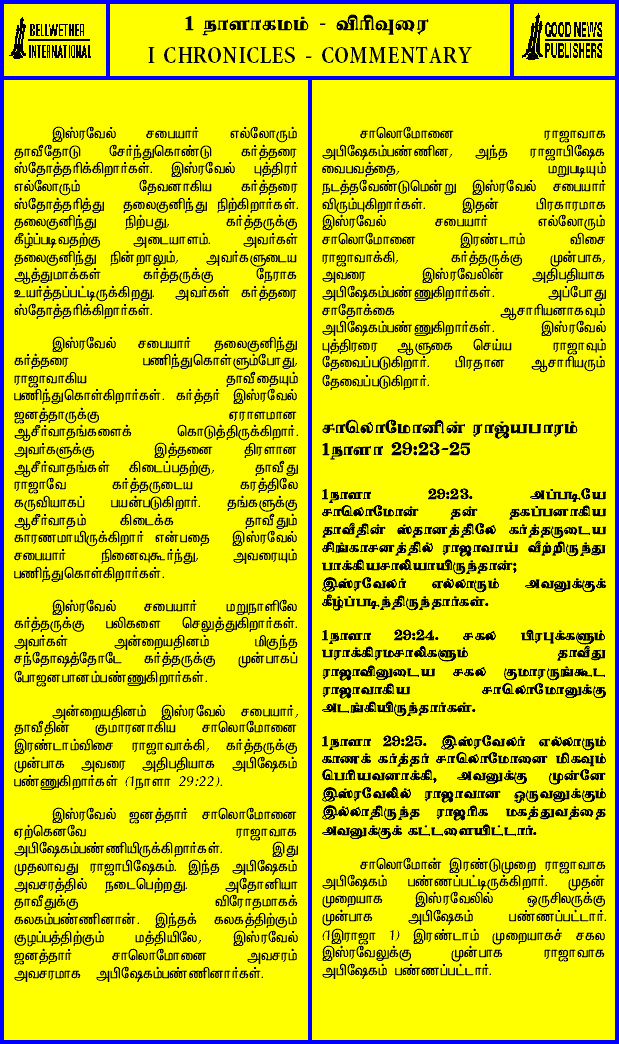 BELLWETHER
INTERNATIONAL
1 நாளாகமம் - விரிவுரை
I CHRONICLES - COMMENTARY
GOOD NEWS
PUBLISHERS
இஸ்ரவேல் சபையார் எல்லோரும்
தாவீதோடு சேர்ந்துகொண்டு கர்த்தரை
ஸ்தோத்தரிக்கிறார்கள். இஸ்ரவேல் புத்திரர்
எல்லோரும் தேவனாகிய கர்த்தரை
ஸ்தோத்தரித்து தலைகுனிந்து நிற்கிறார்கள்.
தலைகுனிந்து நிற்பது, கர்த்தருக்கு
கீழ்ப்படிவதற்கு அடையாளம். அவர்கள்
தலைகுனிந்து நின்றாலும், அவர்களுடைய
ஆத்துமாக்கள் கர்த்தருக்கு நேராக
உயர்த்தப்பட்டிருக்கிறது. அவர்கள் கர்த்தரை
ஸ்தோத்தரிக்கிறார்கள்.
இஸ்ரவேல் சபையார் தலைகுனிந்து
கர்த்தரை பணிந்துகொள்ளும்போது,
ராஜாவாகிய தாவீதையும்
பணிந்துகொள்கிறார்கள். கர்த்தர் இஸ்ரவேல்
ஜனத்தாருக்கு ஏராளமான
ஆசீர்வாதங்களைக் கொடுத்திருக்கிறார்.
அவர்களுக்கு இத்தனை திரளான
ஆசீர்வாதங்கள் கிடைப்பதற்கு, தாவீது
ராஜாவே கர்த்தருடைய கரத்திலே
கருவியாகப் பயன்படுகிறார். தங்களுக்கு
ஆசீர்வாதம் கிடைக்க தாவீதும்
காரணமாயிருக்கிறார் என்பதை இஸ்ரவேல்
சபையார் நினைவுகூர்ந்து, அவரையும்
பணிந்துகொள்கிறார்கள்.
இஸ்ரவேல் சபையார் மறுநாளிலே
கர்த்தருக்கு பலிகளை செலுத்துகிறார்கள்.
அவர்கள் அன்றையதினம் மிகுந்த
சந்தோஷத்தோடே கர்த்தருக்கு முன்பாகப்
போஜனபானம்பண்ணுகிறார்கள்.
அன்றையதினம் இஸ்ரவேல் சபையார்,
தாவீதின் குமாரனாகிய சாலொமோனை
இரண்டாம்விசை ராஜாவாக்கி, கர்த்தருக்கு
முன்பாக அவரை அதிபதியாக அபிஷேகம்
பண்ணுகிறார்கள் (1நாளா 29:22).
இஸ்ரவேல் ஜனத்தார் சாலொமோனை
ஏற்கெனவே ராஜாவாக
அபிஷேகம்பண்ணியிருக்கிறார்கள். இது
முதலாவது ராஜாபிஷேகம். இந்த அபிஷேகம்
அவசரத்தில் நடைபெற்றது. அதோனியா
தாவீதுக்கு விரோதமாகக்
கலகம்பண்ணினான். இந்தக் கலகத்திற்கும்
குழப்பத்திற்கும் மத்தியிலே, இஸ்ரவேல்
ஜனத்தார் சாலொமோனை அவசரம்
அவசரமாக அபிஷேகம்பண்ணினார்கள்.
சாலொமோனை ராஜாவாக
அபிஷேகம்பண்ணின, அந்த ராஜாபிஷேக
வைபவத்தை, மறுபடியும்
நடத்தவேண்டுமென்று இஸ்ரவேல் சபையார்
விரும்புகிறார்கள். இதன் பிரகாரமாக
இஸ்ரவேல் சபையார் எல்லோரும்
சாலொமோனை இரண்டாம் விசை
ராஜாவாக்கி, கர்த்தருக்கு முன்பாக,
அவரை இஸ்ரவேலின் அதிபதியாக
அபிஷேகம்பண்ணுகிறார்கள். அப்போது
சாதோக்கை ஆசாரியனாகவும்
அபிஷேகம்பண்ணுகிறார்கள். இஸ்ரவேல்
புத்திரரை ஆளுகை செய்ய ராஜாவும்
தேவைப்படுகிறார். பிரதான ஆசாரியரும்
தேவைப்படுகிறார்.
சாலொமோனின் ராஜ்யபாரம்
1நாளா 29:23-25
1நாளா 29:23. அப்படியே
சாலொமோன் தன் தகப்பனாகிய
தாவீதின் ஸ்தானத்திலே கர்த்தருடைய
சிங்காசனத்தில் ராஜாவாய் வீற்றிருந்து
பாக்கியசாலியாயிருந்தான்;
இஸ்ரவேலர் எல்லாரும் அவனுக்குக்
கீழ்ப்படிந்திருந்தார்கள்.
1நாளா 29:24. சகல பிரபுக்களும்
பராக்கிரமசாலிகளும் தாவீது
ராஜாவினுடைய சகல குமாரருங்கூட
ராஜாவாகிய சாலொமோனுக்கு
அடங்கியிருந்தார்கள்.
1நாளா 29:25. இஸ்ரவேலர் எல்லாரும்
காணக் கர்த்தர் சாலொமோனை மிகவும்
பெரியவனாக்கி, அவனுக்கு முன்னே
இஸ்ரவேலில் ராஜாவான ஒருவனுக்கும்
இல்லாதிருந்த ராஜரிக மகத்துவத்தை
அவனுக்குக் கட்டளையிட்டார்.
சாலொமோன் இரண்டுமுறை ராஜாவாக
அபிஷேகம் பண்ணப்பட்டிருக்கிறார். முதன்
முறையாக இஸ்ரவேலில் ஒருசிலருக்கு
முன்பாக அபிஷேகம் பண்ணப்பட்டார்.
(1இராஜா 1) இரண்டாம் முறையாகச் சகல
இஸ்ரவேலுக்கு முன்பாக ராஜாவாக
அபிஷேகம் பண்ணப்பட்டார்.